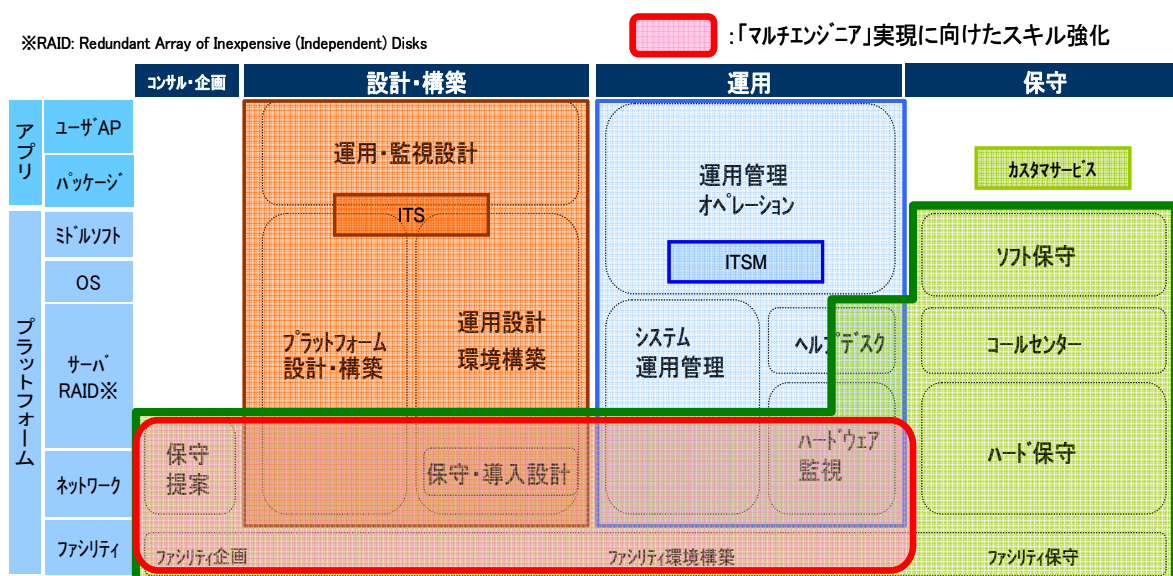 ※RAID: Redundant Array of Inexpensive (Independent) Disks
:「マルチエンジニア」実現に向けたスキル強化
コンサル・企画
設計・構築
運用
保守
アプリ
ユーザAP
パッケージ
プラットフォーム
ミドルソフト
OS
サーバ
RAID※
ネットワーク
ファシリティ
運用・監視設計
ITS
プラットフォーム
設計・構築
運用設計
環境構築
保守・導入設計
保守
提案
ファシリティ企画
運用管理
オペレーション
ITSM
システム
運用管理
ヘルプデスク
ハードウェア
監視
ファシリティ環境構築
カスタマサービス
ソフト保守
コールセンター
ハード保守
ファシリティ保守